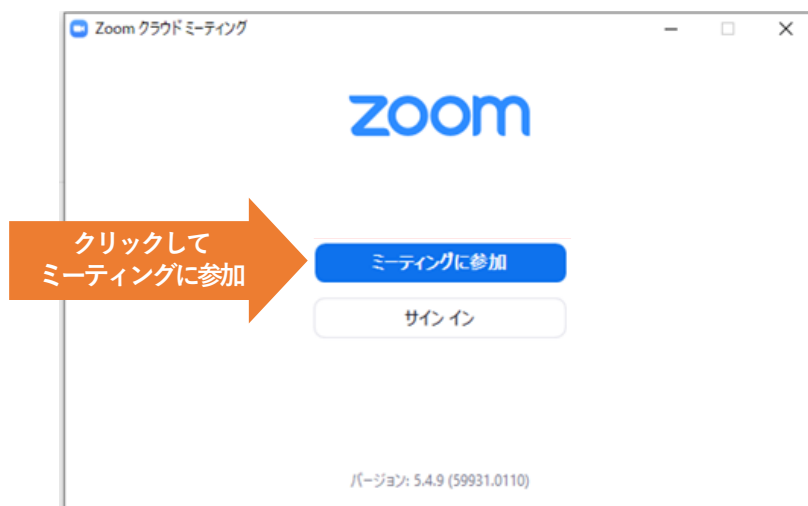 Zoom クラウド ミーティング
zoom
クリックして
ミーティングに参加
ミーティングに参加
サイン イン
バージョン: 5.4.9 (59931.0110)